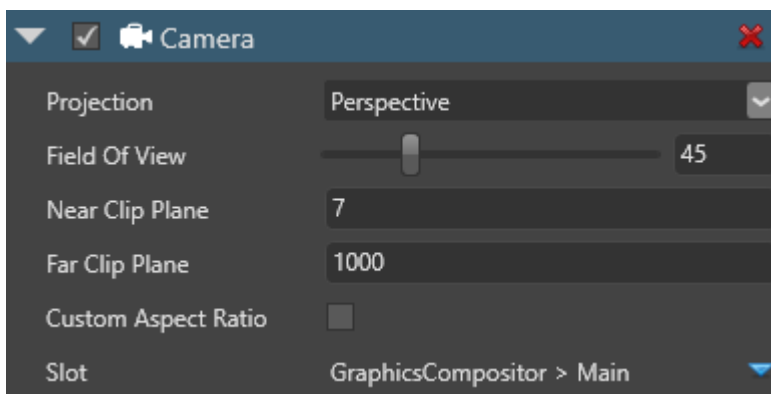 Camera
Projection Perspective
Field Of View 45
Near Clip Plane 7
Far Clip Plane 1000
Custom Aspect Ratio
Slot GraphicsCompositor > Main